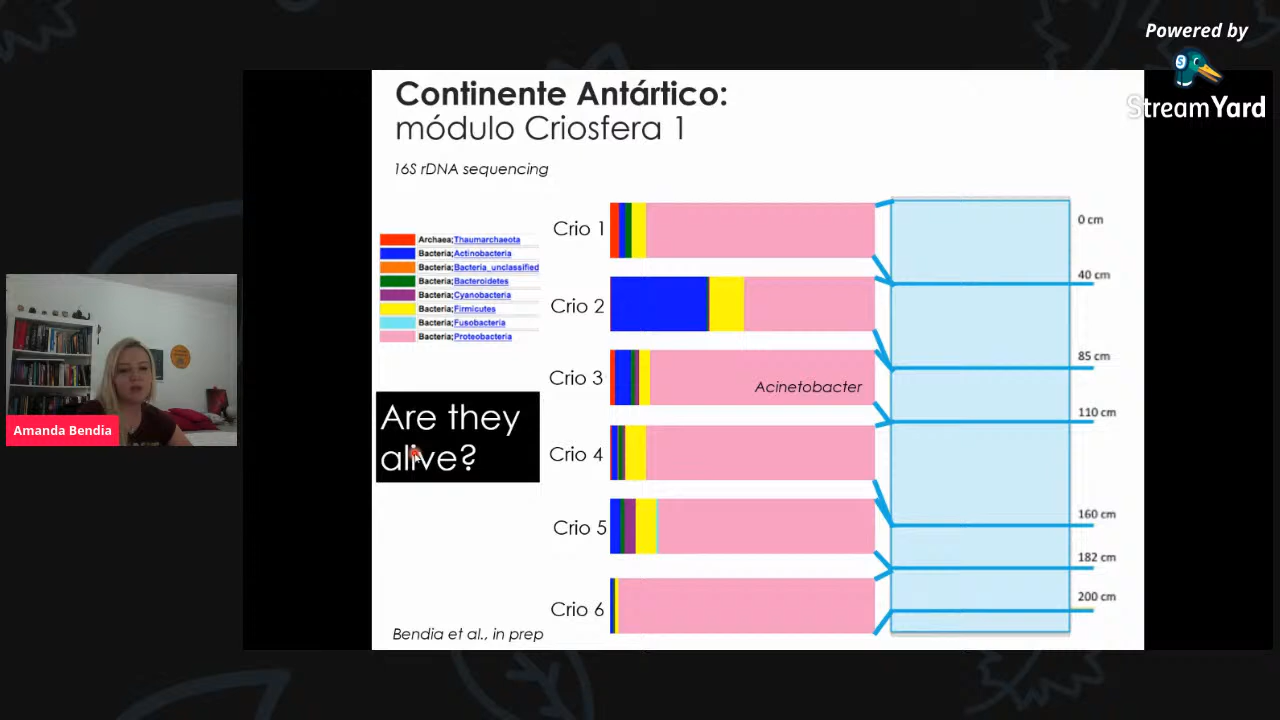 Powered by
StreamYard
Continente Antártico:
módulo Criosfera 1
16S rDNA sequencing
Archaea;Thaumarchaeota
Bacteria;Actinobacteria
Bacteria;Bacteria_unclassified
Bacteria;Bacteroidetes
Bacteria;Cyanobacteria
Bacteria;Firmicutes
Bacteria;Fusobacteria
Bacteria;Proteobacteria
Crio 1
Crio 2
Crio 3
Acinetobacter
Crio 4
Crio 5
Crio 6
0 cm
40 cm
85 cm
110 cm
160 cm
182 cm
200 cm
Are they
alive?
Bendia et al., in prep
Amanda Bendia